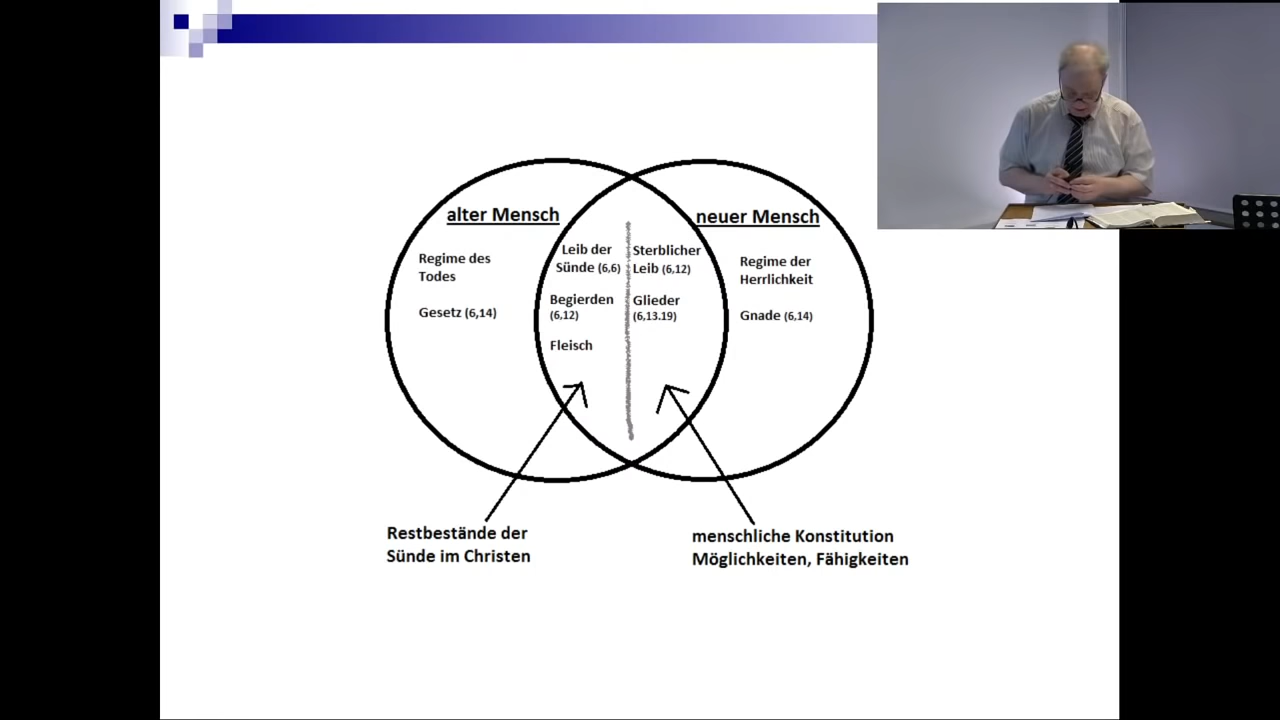 alter Mensch
Regime des
Todes
Gesetz (6,14)
Leib der
Sünde (6,6)
Begierden
(6,12)
Fleisch
Sterblicher
Leib (6,12)
Glieder
(6,13.19)
neuer Mensch
Regime der
Herrlichkeit
Gnade (6,14)
Restbestände der
Sünde im Christen
menschliche Konstitution
Möglichkeiten, Fähigkeiten